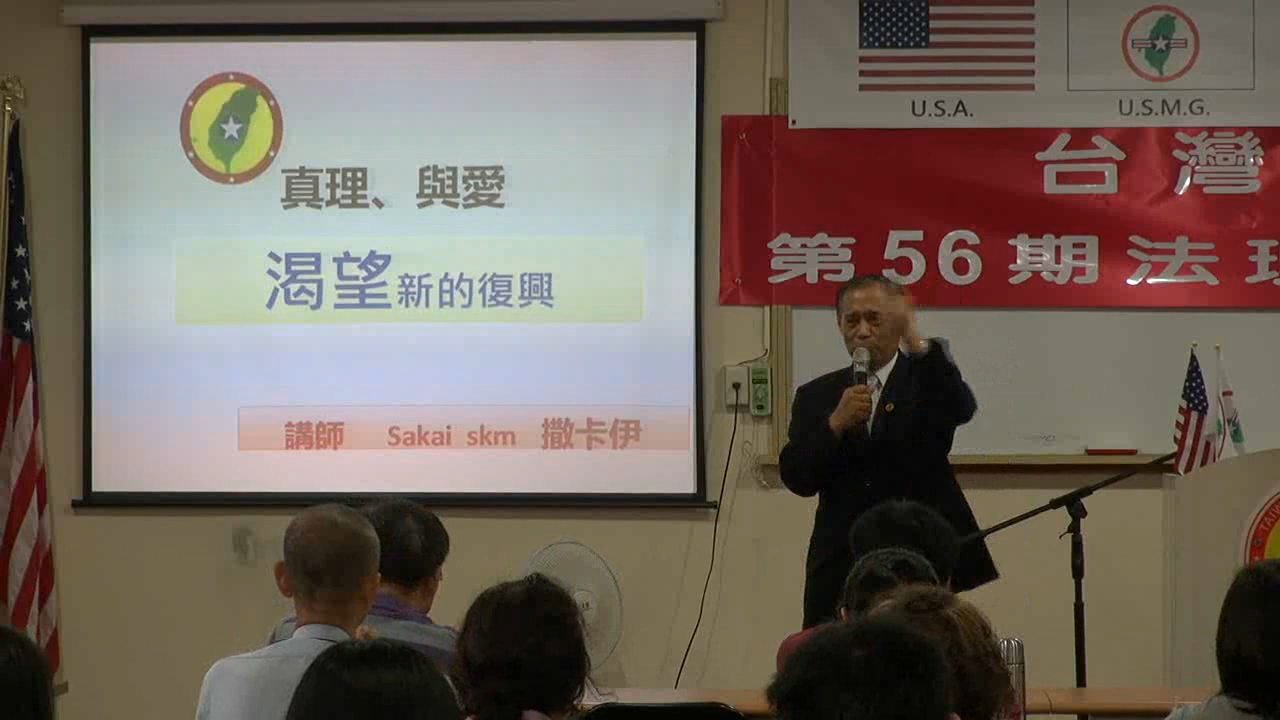 真理、與愛
渴望新的復興
講師 Sakai skm 撒卡伊
U.S.A.
U.S.M.G.
台灣
第56期法理